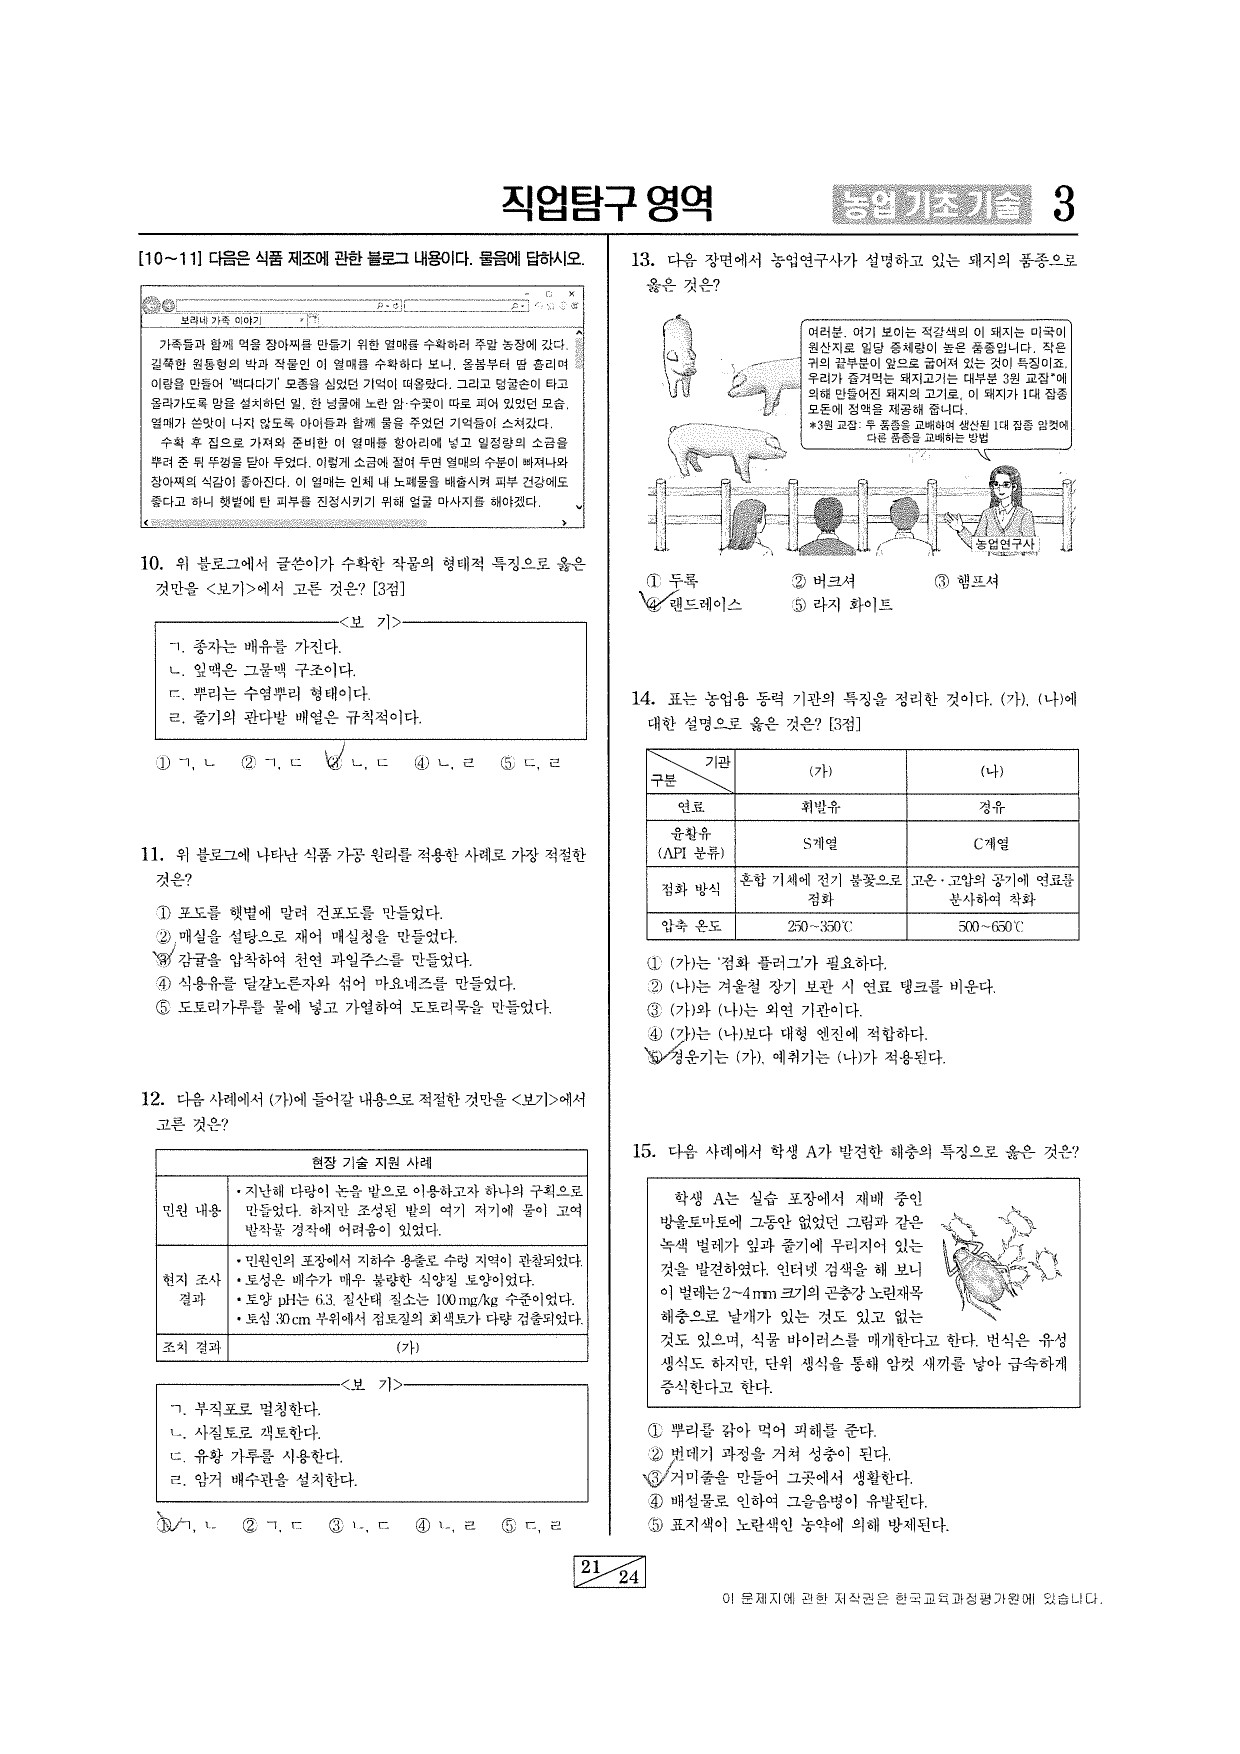 직업탐구 영역
농업 기초 기술
3
[10～11] 다음은 식품 제조에 관한 블로그 내용이다. 물음에 답하시오.
보라네 가족 이야기
가족들과 함께 먹을 장아찌를 만들기 위한 열매를 수확하러 주말 농장에 갔다.
길쭉한 원통형의 박과 작물인 이 열매를 수확하다 보니, 올봄부터 땀 흘리며
이랑을 만들어 '백다다기' 모종을 심었던 기억이 떠올랐다. 그리고 덩굴손이 타고
올라가도록 망을 설치하던 일, 한 넝쿨에 노란 암·수꽃이 따로 피어 있었던 모습,
열매가 쓴맛이 나지 않도록 아이들과 함께 물을 주었던 기억들이 스쳐갔다.
수확 후 집으로 가져와 준비한 이 열매를 항아리에 넣고 일정량의 소금을
뿌려 준 뒤 뚜껑을 닫아 두었다. 이렇게 소금에 절여 두면 열매의 수분이 빠져나와
장아찌의 식감이 좋아진다. 이 열매는 인체 내 노폐물을 배출시켜 피부 건강에도
좋다고 하니 햇볕에 탄 피부를 진정시키기 위해 얼굴 마사지를 해야겠다.
10. 위 블로그에서 글쓴이가 수확한 작물의 형태적 특징으로 옳은
것만을 <보기>에서 고른 것은? [3점]
<보 기>
ㄱ. 종자는 배유를 가진다.
ㄴ. 잎맥은 그물맥 구조이다.
ㄷ. 뿌리는 수염뿌리 형태이다.
ㄹ. 줄기의 관다발 배열은 규칙적이다.
① ㄱ, ㄴ ② ㄱ, ㄷ ③ ㄴ, ㄷ ④ ㄴ, ㄹ ⑤ ㄷ, ㄹ
11. 위 블로그에 나타난 식품 가공 원리를 적용한 사례로 가장 적절한
것은?
① 포도를 햇볕에 말려 건포도를 만들었다.
② 매실을 설탕으로 재어 매실청을 만들었다.
③ 감귤을 압착하여 천연 과일주스를 만들었다.
④ 식용유를 달걀노른자와 섞어 마요네즈를 만들었다.
⑤ 도토리가루를 물에 넣고 가열하여 도토리묵을 만들었다.
12. 다음 사례에서 (가)에 들어갈 내용으로 적절한 것만을 <보기>에서
고른 것은?
현장 기술 지원 사례
민원 내용
• 지난해 다랑이 논을 밭으로 이용하고자 하나의 구획으로
만들었다. 하지만 조성된 밭의 여기 저기에 물이 고여
밭작물 경작에 어려움이 있었다.
현지 조사
결과
• 민원인의 포장에서 지하수 용출로 수렁 지역이 관찰되었다.
• 토성은 배수가 매우 불량한 식양질 토양이었다.
• 토양 pH는 6.3, 질산태 질소는 100 mg/kg 수준이었다.
• 토심 30 cm 부위에서 점토질의 회색토가 다량 검출되었다.
조치 결과
(가)
<보 기>
ㄱ. 부직포로 멀칭한다.
ㄴ. 사질토로 객토한다.
ㄷ. 유황 가루를 시용한다.
ㄹ. 암거 배수관을 설치한다.
① ㄱ, ㄴ ② ㄱ, ㄷ ③ ㄴ, ㄷ ④ ㄴ, ㄹ ⑤ ㄷ, ㄹ
13. 다음 장면에서 농업연구사가 설명하고 있는 돼지의 품종으로
옳은 것은?
여러분, 여기 보이는 적갈색의 이 돼지는 미국이
원산지로 일당 증체량이 높은 품종입니다. 작은
귀의 끝부분이 앞으로 굽어져 있는 것이 특징이죠.
우리가 즐겨먹는 돼지고기는 대부분 3원 교잡*에
의해 만들어진 돼지의 고기로, 이 돼지가 1대 잡종
모돈에 정액을 제공해 줍니다.
*3원 교잡: 두 품종을 교배하여 생산된 1대 잡종 암컷에
다른 품종을 교배하는 방법
농업연구사
① 두록 ② 버크셔 ③ 햄프셔
④ 랜드레이스 ⑤ 라지 화이트
14. 표는 농업용 동력 기관의 특징을 정리한 것이다. (가), (나)에
대한 설명으로 옳은 것은? [3점]
기관
구분
(가)
(나)
연료
휘발유
경유
윤활유
(API 분류)
S계열
C계열
점화 방식
혼합 기체에 전기 불꽃으로
점화
고온·고압의 공기에 연료를
분사하여 착화
압축 온도
250~350℃
500~650℃
① (가)는 '점화 플러그'가 필요하다.
② (나)는 겨울철 장기 보관 시 연료 탱크를 비운다.
③ (가)와 (나)는 외연 기관이다.
④ (가)는 (나)보다 대형 엔진에 적합하다.
⑤ 경운기는 (가), 예취기는 (나)가 적용된다.
15. 다음 사례에서 학생 A가 발견한 해충의 특징으로 옳은 것은?
학생 A는 실습 포장에서 재배 중인
방울토마토에 그동안 없었던 그림과 같은
녹색 벌레가 잎과 줄기에 무리지어 있는
것을 발견하였다. 인터넷 검색을 해 보니
이 벌레는 2~4 mm 크기의 곤충강 노린재목
해충으로 날개가 있는 것도 있고 없는
것도 있으며, 식물 바이러스를 매개한다고 한다. 번식은 유성
생식도 하지만, 단위 생식을 통해 암컷 새끼를 낳아 급속하게
증식한다고 한다.
① 뿌리를 갉아 먹어 피해를 준다.
② 번데기 과정을 거쳐 성충이 된다.
③ 거미줄을 만들어 그곳에서 생활한다.
④ 배설물로 인하여 그을음병이 유발된다.
⑤ 표지색이 노란색인 농약에 의해 방제된다.
21
24
이 문제지에 관한 저작권은 한국교육과정평가원에 있습니다.